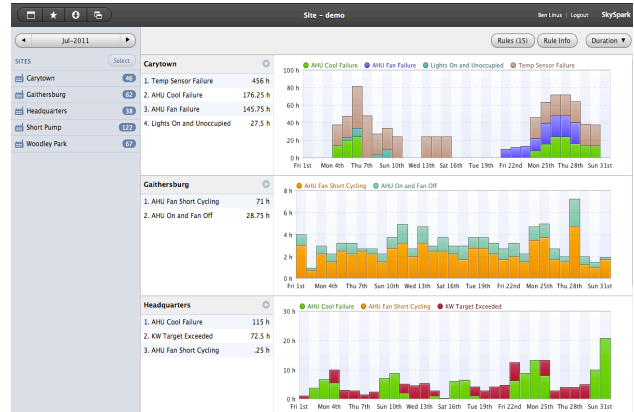 Site – demo
Ben Linus | Logout SkySpark
Jul-2011
Rules (15) Rule Info Duration ▼
SITES Select
Carytown 46
Gaithersburg 62
Headquarters 38
Short Pump 122
Woodley Park 67
Carytown
1. Temp Sensor Failure 456 h
2. AHU Cool Failure 176.25 h
3. AHU Fan Failure 145.75 h
4. Lights On and Unoccupied 27.5 h
AHU Cool Failure AHU Fan Failure Lights On and Unoccupied Temp Sensor Failure
100 h
80 h
60 h
40 h
20 h
0 h
Fri 1st Mon 4th Thu 7th Sun 10th Wed 13th Sat 16th Tue 19th Fri 22nd Mon 25th Thu 28th Sun 31st
Gaithersburg
1. AHU Fan Short Cycling 71 h
2. AHU On and Fan Off 28.75 h
AHU Fan Short Cycling AHU On and Fan Off
8 h
6 h
4 h
2 h
0 h
Fri 1st Mon 4th Thu 7th Sun 10th Wed 13th Sat 16th Tue 19th Fri 22nd Mon 25th Thu 28th Sun 31st
Headquarters
1. AHU Cool Failure 115 h
2. KW Target Exceeded 72.5 h
3. AHU Fan Short Cycling .25 h
AHU Cool Failure AHU Fan Short Cycling KW Target Exceeded
30 h
20 h
10 h
0 h
Fri 1st Mon 4th Thu 7th Sun 10th Wed 13th Sat 16th Tue 19th Fri 22nd Mon 25th Thu 28th Sun 31st